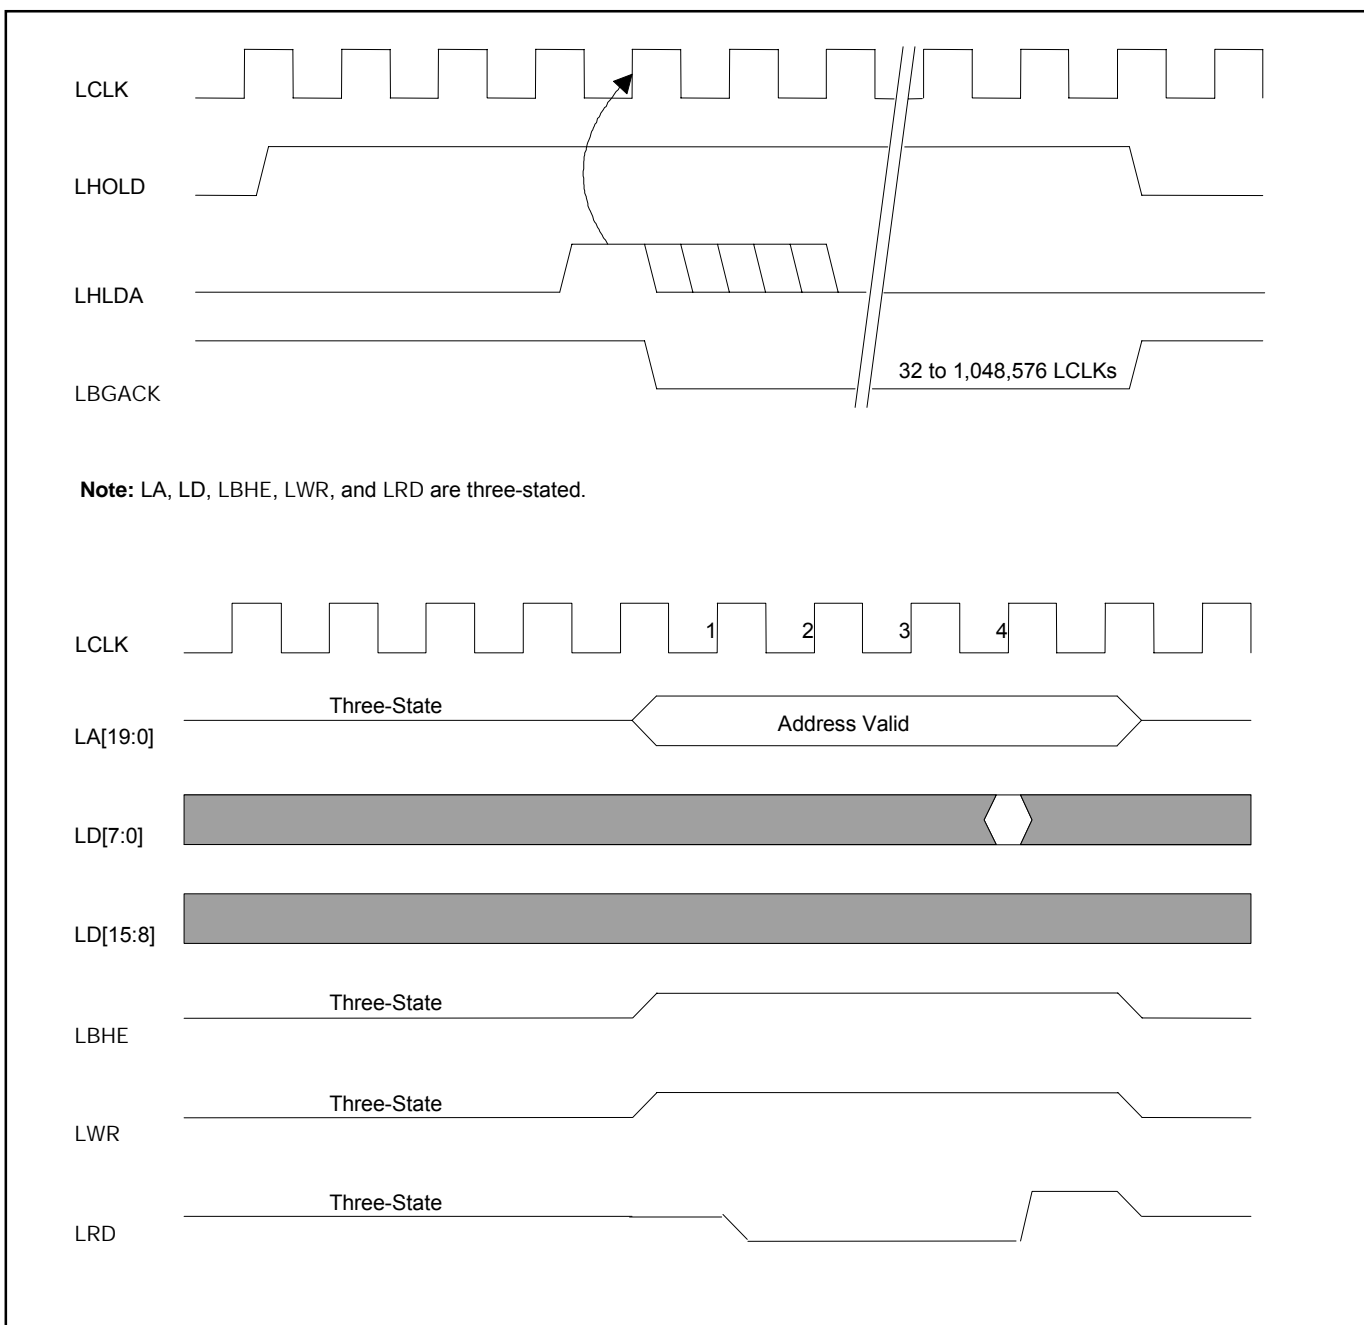 LCLK
LHOLD
LHLDA
LBGACK
32 to 1,048,576 LCLKs
Note: LA, LD, LBHE, LWR, and LRD are three-stated.
LCLK
1 2 3 4
LA[19:0]
Three-State
Address Valid
LD[7:0]
LD[15:8]
LBHE
Three-State
LWR
Three-State
LRD
Three-State